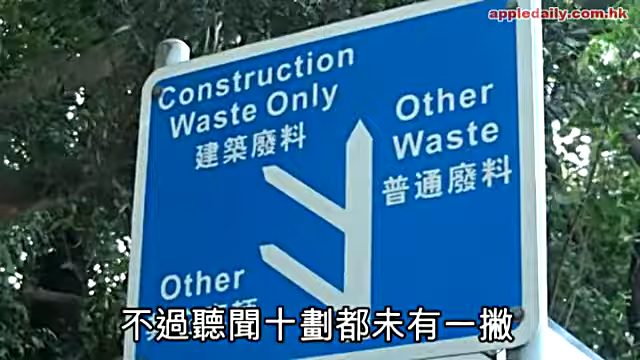 appledaily.com.hk
Construction
Waste Only
建築廢料
Other
Waste
普通廢料
Other
不過聽聞十劃都未有一撇